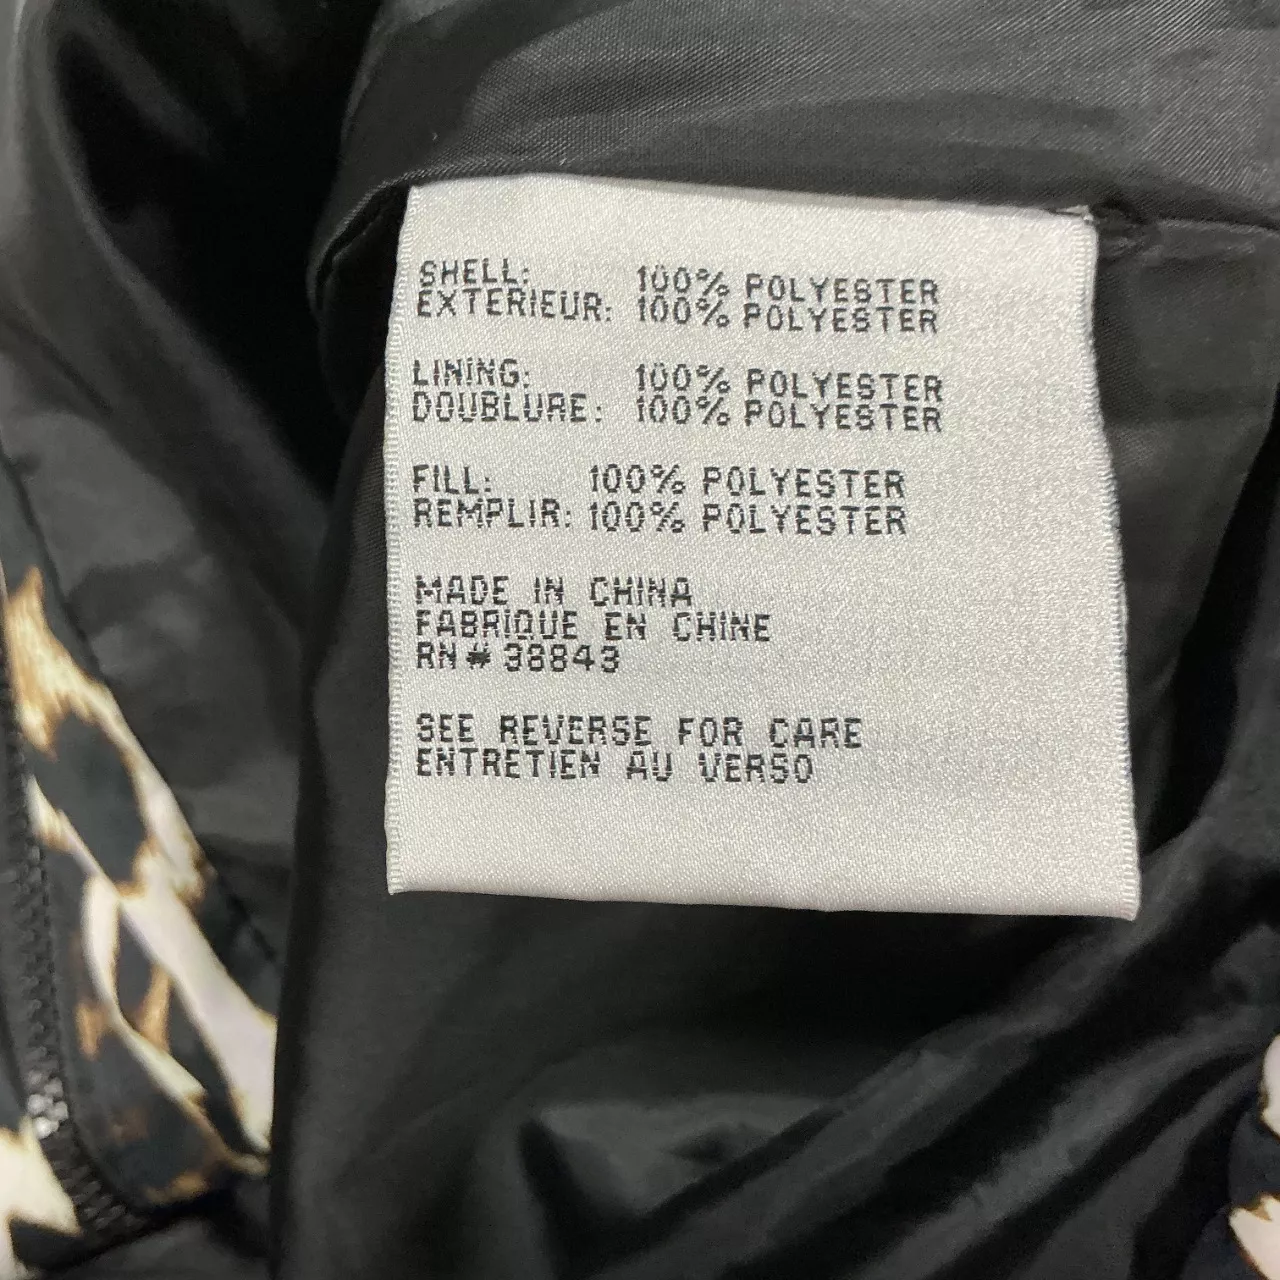 SHELL: 100% POLYESTER
EXTERIEUR: 100% POLYESTER
LINING: 100% POLYESTER
DOUBLURE: 100% POLYESTER
FILL: 100% POLYESTER
REMPLIR: 100% POLYESTER
MADE IN CHINA
FABRIQUE EN CHINE
RN # 38843
SEE REVERSE FOR CARE
ENTRETIEN AU VERSO